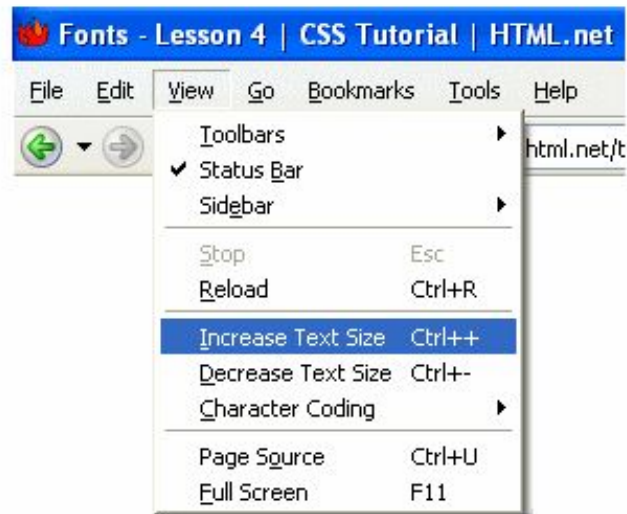 Fonts - Lesson 4 | CSS Tutorial | HTML.net
File Edit View Go Bookmarks Tools Help
html.net/t
Toolbars
Status Bar
Sidebar
Stop Esc
Reload Ctrl+R
Increase Text Size Ctrl++
Decrease Text Size Ctrl+-
Character Coding
Page Source Ctrl+U
Full Screen F11